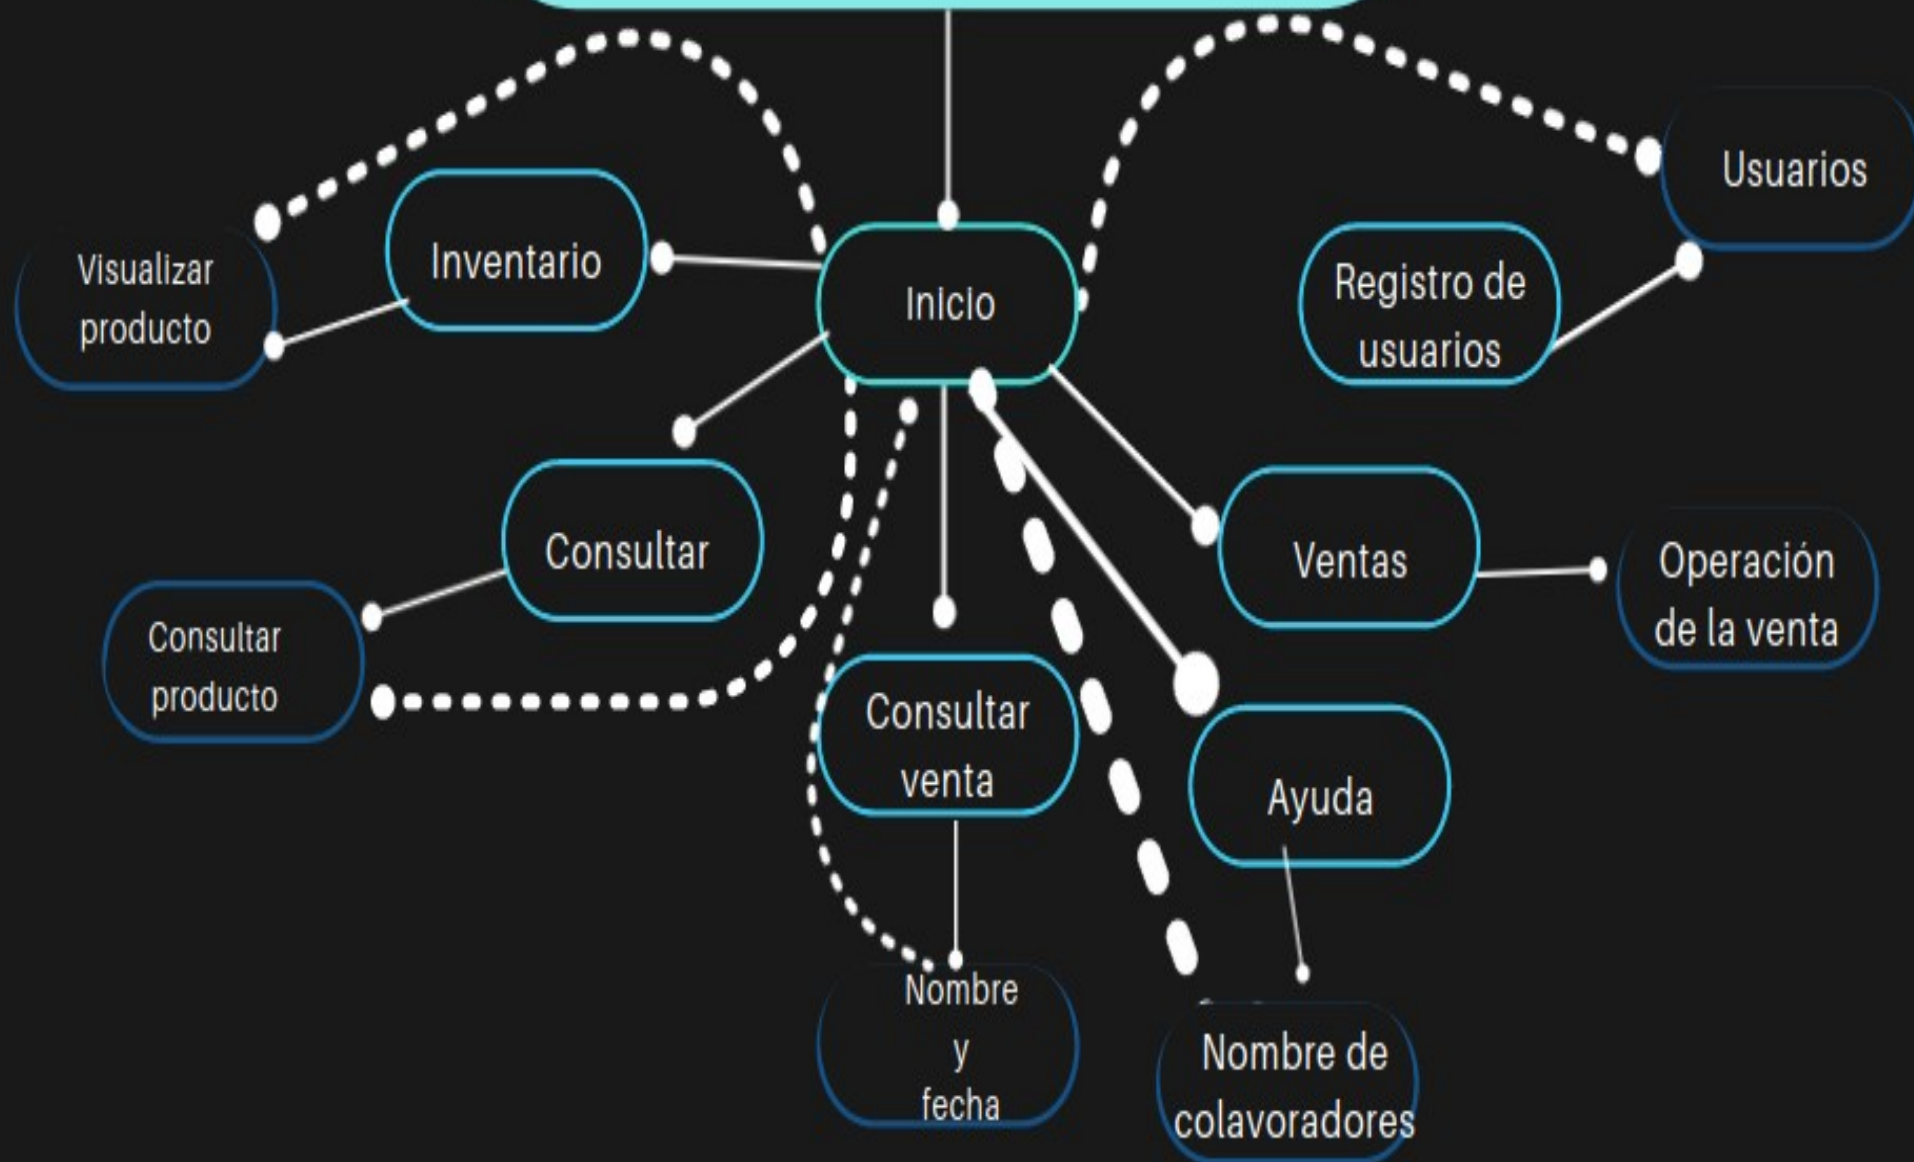 Usuarios
Inventario
Visualizar
producto
Inicio
Registro de
usuarios
Consultar
Ventas
Operación
de la venta
Consultar
producto
Consultar
venta
Ayuda
Nombre
y
fecha
Nombre de
colavoradores